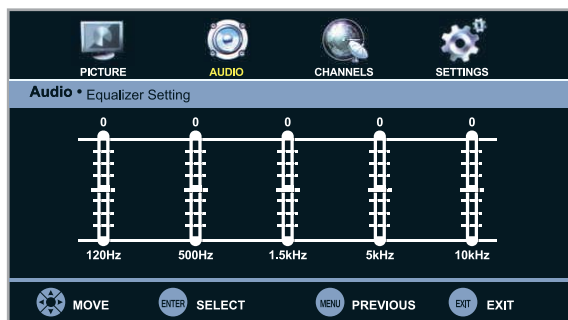 PICTURE AUDIO CHANNELS SETTINGS
Audio • Equalizer Setting
0 0 0 0 0
120Hz 500Hz 1.5kHz 5kHz 10kHz
MOVE ENTER SELECT MENU PREVIOUS EXIT EXIT